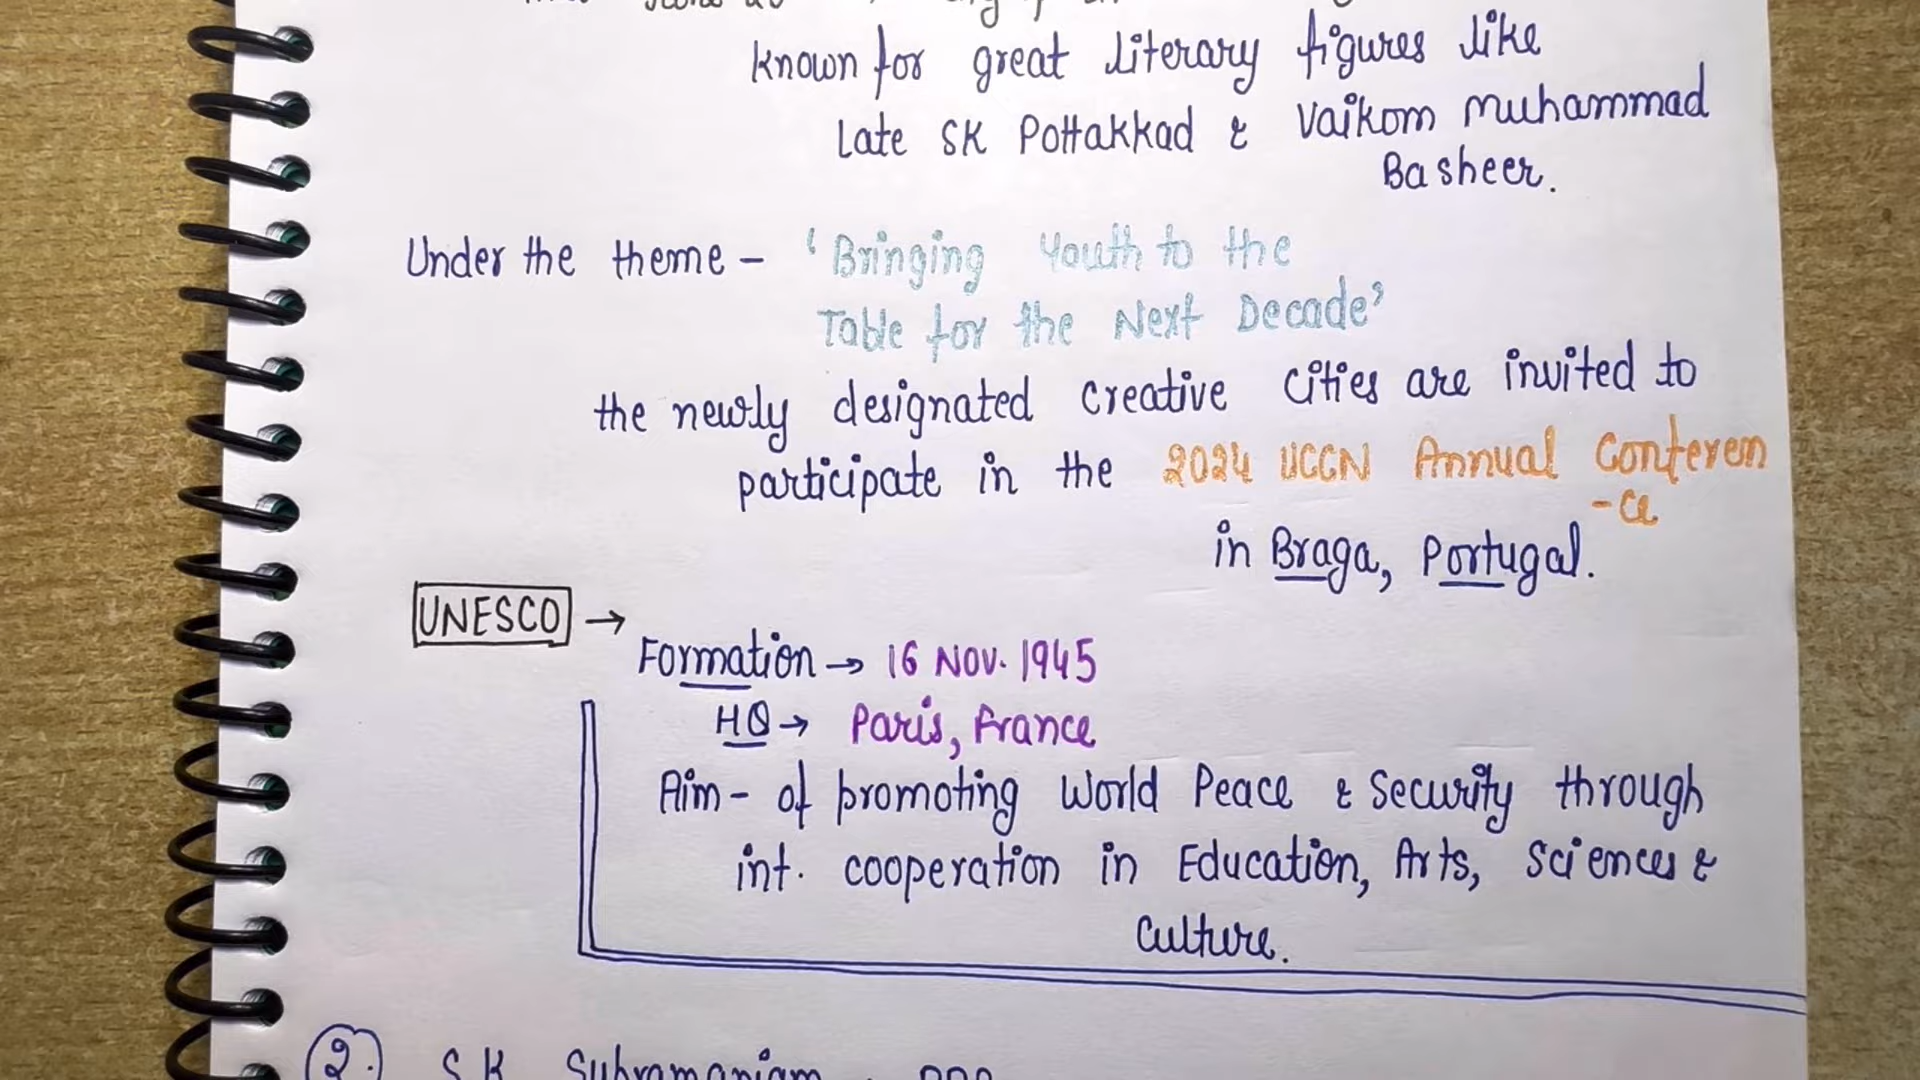 known for great literary figures like
Late SK Pottakkad & Vaikom Muhammad
Basheer.
Under the theme - 'Bringing Youth to the
Table for the Next Decade'
the newly designated creative cities are invited to
participate in the 2024 UCCN Annual Conferen
-ce
in Braga, Portugal.
UNESCO →
Formation → 16 Nov. 1945
HQ → Paris, France
Aim - of promoting World Peace & Security through
int. cooperation in Education, Arts, Sciences &
Culture.
2. S K Subramaniam